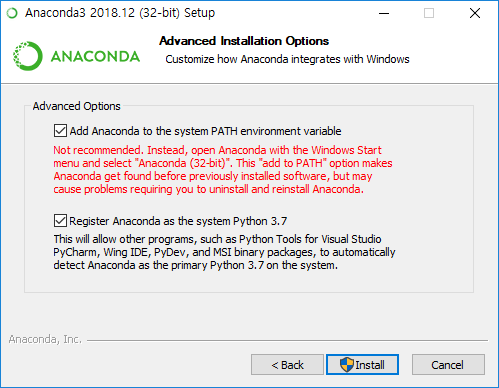 Anaconda3 2018.12 (32-bit) Setup
ANACONDA
Advanced Installation Options
Customize how Anaconda integrates with Windows
Advanced Options
Add Anaconda to the system PATH environment variable
Not recommended. Instead, open Anaconda with the Windows Start
menu and select "Anaconda (32-bit)". This "add to PATH" option makes
Anaconda get found before previously installed software, but may
cause problems requiring you to uninstall and reinstall Anaconda.
Register Anaconda as the system Python 3.7
This will allow other programs, such as Python Tools for Visual Studio
PyCharm, Wing IDE, PyDev, and MSI binary packages, to automatically
detect Anaconda as the primary Python 3.7 on the system.
Anaconda, Inc.
< Back
Install
Cancel